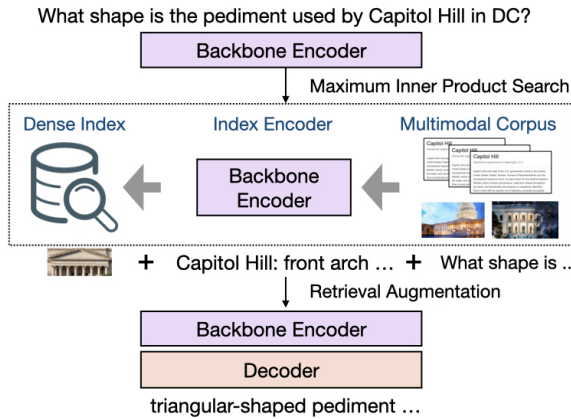 What shape is the pediment used by Capitol Hill in DC?
Backbone Encoder
Maximum Inner Product Search
Dense Index
Index Encoder
Multimodal Corpus
Backbone
Encoder
Capitol Hill
Capitol Hill
+ Capitol Hill: front arch ... + What shape is ..
Retrieval Augmentation
Backbone Encoder
Decoder
triangular-shaped pediment ...